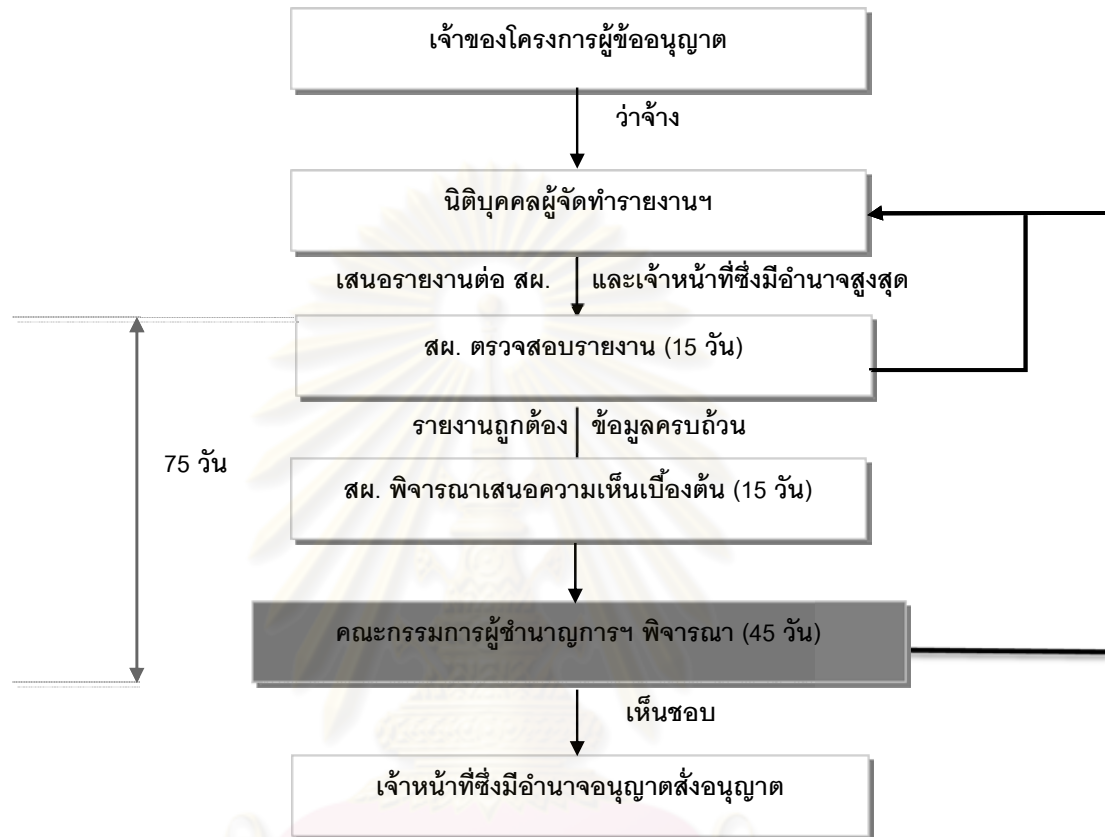 เจ้าของโครงการผู้ข้ออนุญาต
ว่าจ้าง
นิติบุคคลผู้จัดทำรายงานฯ
เสนอรายงานต่อ สผ. และเจ้าหน้าที่ซึ่งมีอำนาจสูงสุด
สผ. ตรวจสอบรายงาน (15 วัน)
รายงานถูกต้อง ข้อมูลครบถ้วน
75 วัน
สผ. พิจารณาเสนอความเห็นเบื้องต้น (15 วัน)
คณะกรรมการผู้ชำนาญการฯ พิจารณา (45 วัน)
เห็นชอบ
เจ้าหน้าที่ซึ่งมีอำนาจอนุญาตสั่งอนุญาต